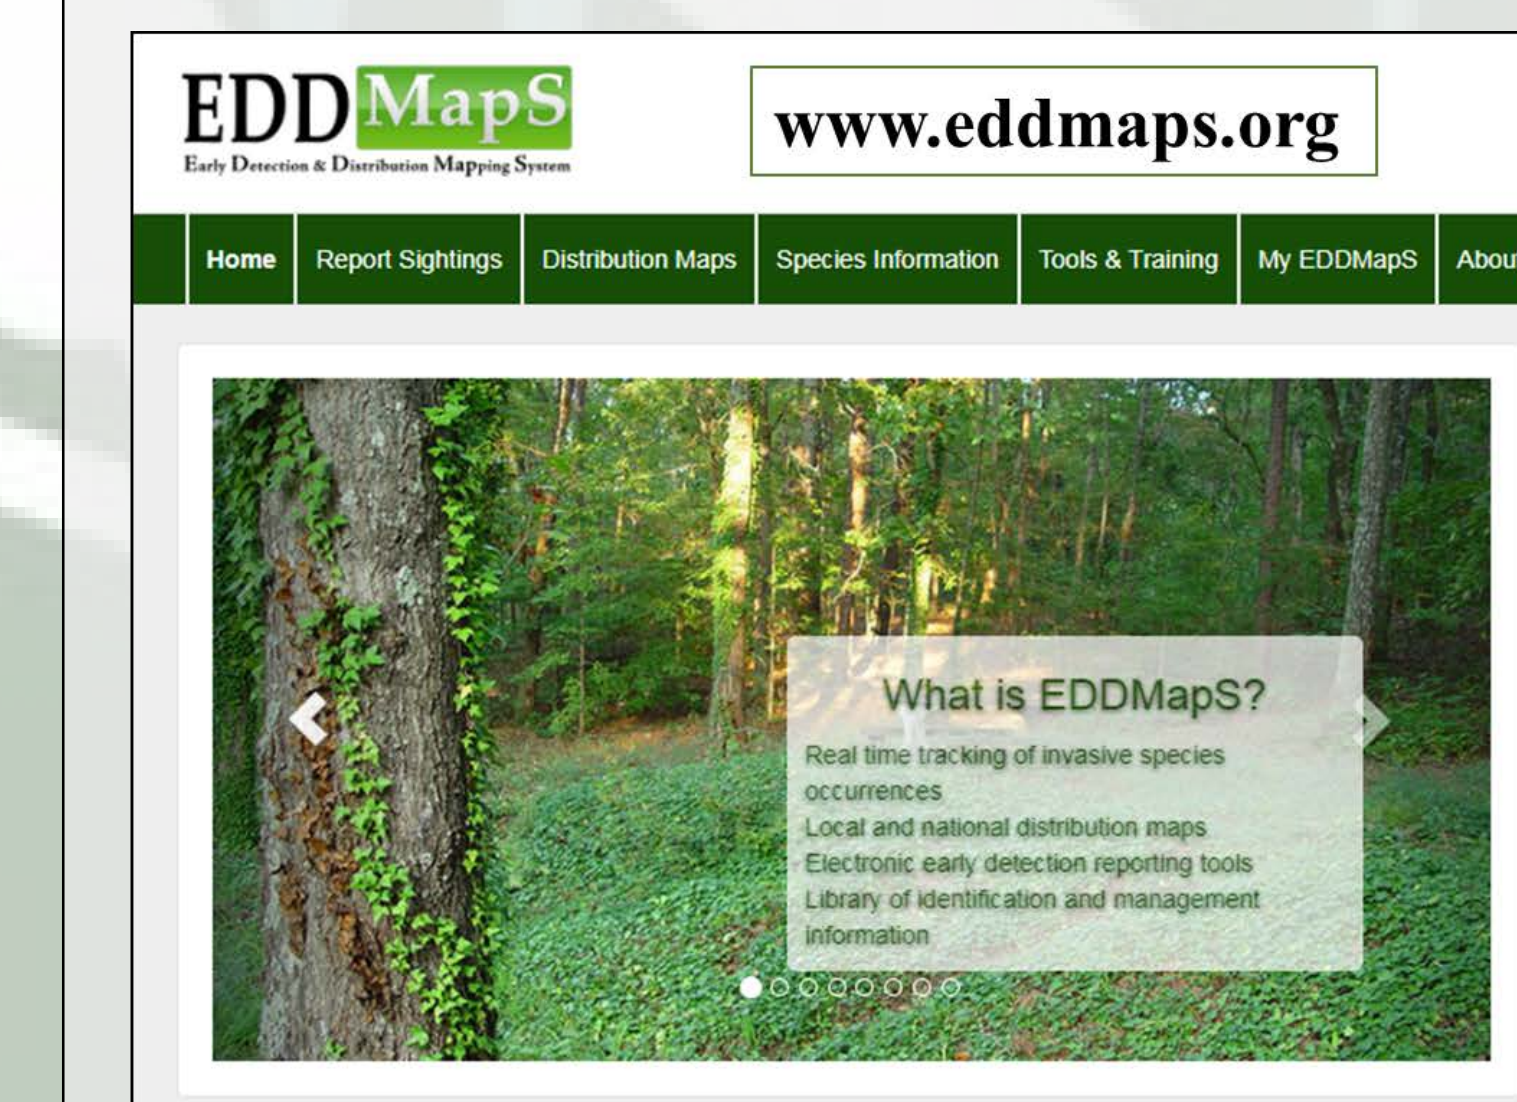 EDDMapS
Early Detection & Distribution Mapping System
www.eddmaps.org
Home Report Sightings Distribution Maps Species Information Tools & Training My EDDMapS About
What is EDDMapS?
Real time tracking of invasive species
occurrences
Local and national distribution maps
Electronic early detection reporting tools
Library of identification and management
information